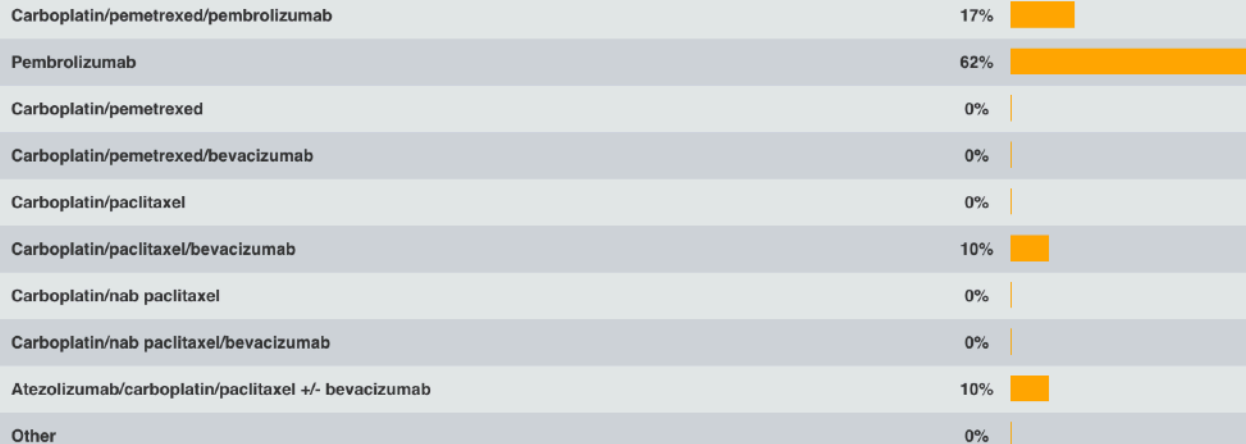 Carboplatin/pemetrexed/pembrolizumab 17%
Pembrolizumab 62%
Carboplatin/pemetrexed 0%
Carboplatin/pemetrexed/bevacizumab 0%
Carboplatin/paclitaxel 0%
Carboplatin/paclitaxel/bevacizumab 10%
Carboplatin/nab paclitaxel 0%
Carboplatin/nab paclitaxel/bevacizumab 0%
Atezolizumab/carboplatin/paclitaxel +/- bevacizumab 10%
Other 0%